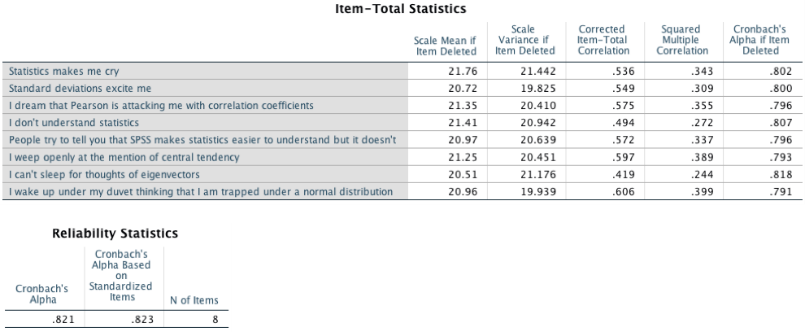 Item-Total Statistics
Scale Mean if Item Deleted Scale Variance if Item Deleted Corrected Item-Total Correlation Squared Multiple Correlation Cronbach's Alpha if Item Deleted
Statistics makes me cry 21.76 21.442 .536 .343 .802
Standard deviations excite me 20.72 19.825 .549 .309 .800
I dream that Pearson is attacking me with correlation coefficients 21.35 20.410 .575 .355 .796
I don't understand statistics 21.41 20.942 .494 .272 .807
People try to tell you that SPSS makes statistics easier to understand but it doesn't 20.97 20.639 .572 .337 .796
I weep openly at the mention of central tendency 21.25 20.451 .597 .389 .793
I can't sleep for thoughts of eigenvectors 20.51 21.176 .419 .244 .818
I wake up under my duvet thinking that I am trapped under a normal distribution 20.96 19.939 .606 .399 .791
Reliability Statistics
Cronbach's Alpha Cronbach's Alpha Based on Standardized Items N of Items
.821 .823 8